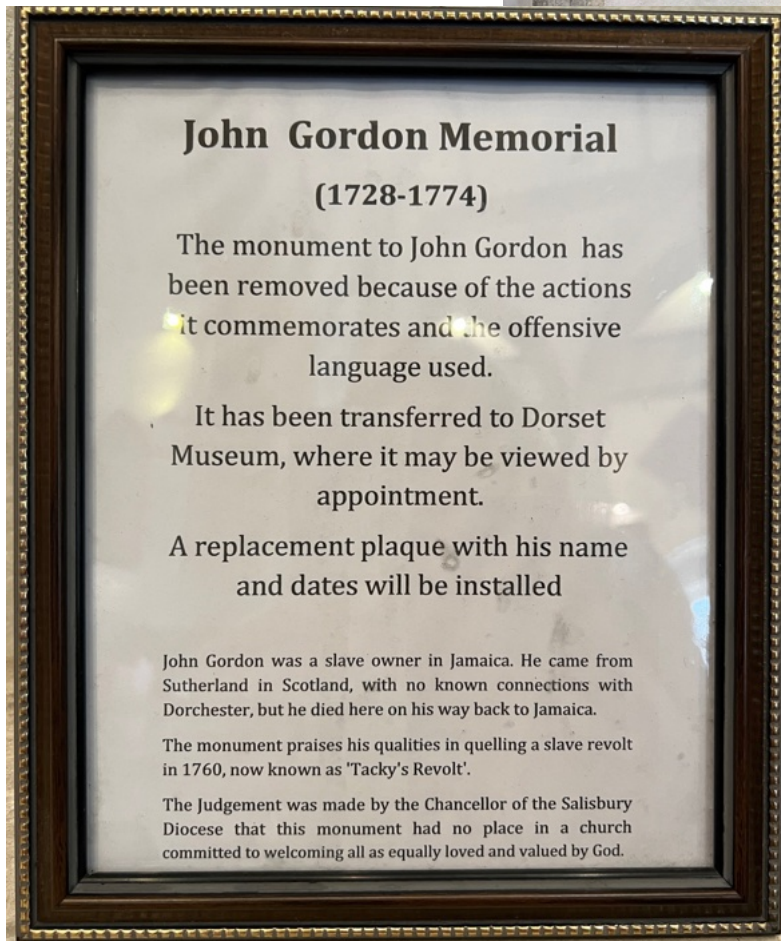 John Gordon Memorial
(1728-1774)
The monument to John Gordon has
been removed because of the actions
it commemorates and the offensive
language used.
It has been transferred to Dorset
Museum, where it may be viewed by
appointment.
A replacement plaque with his name
and dates will be installed
John Gordon was a slave owner in Jamaica. He came from
Sutherland in Scotland, with no known connections with
Dorchester, but he died here on his way back to Jamaica.
The monument praises his qualities in quelling a slave revolt
in 1760, now known as 'Tacky's Revolt'.
The Judgement was made by the Chancellor of the Salisbury
Diocese that this monument had no place in a church
committed to welcoming all as equally loved and valued by God.